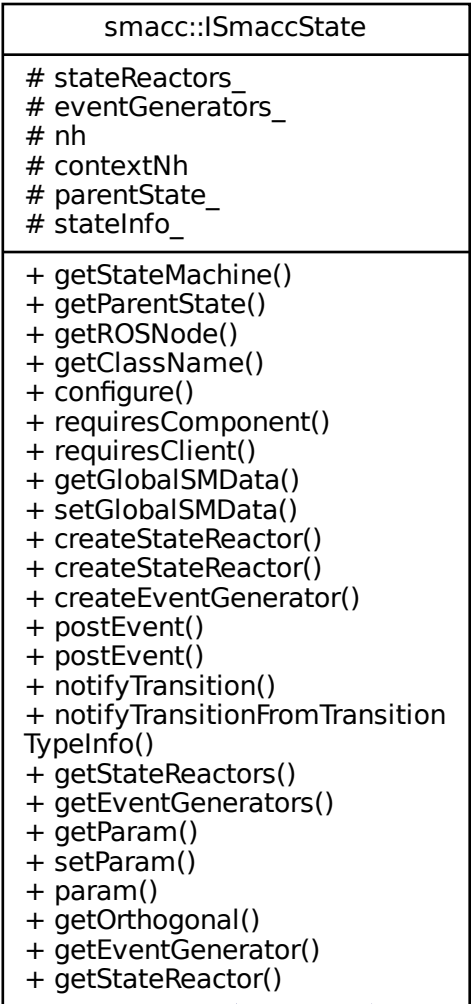 smacc::ISmaccState
# stateReactors_
# eventGenerators_
# nh
# contextNh
# parentState_
# stateInfo_
+ getStateMachine()
+ getParentState()
+ getROSNode()
+ getClassName()
+ configure()
+ requiresComponent()
+ requiresClient()
+ getGlobalSMData()
+ setGlobalSMData()
+ createStateReactor()
+ createStateReactor()
+ createEventGenerator()
+ postEvent()
+ postEvent()
+ notifyTransition()
+ notifyTransitionFromTransition
TypeInfo()
+ getStateReactors()
+ getEventGenerators()
+ getParam()
+ setParam()
+ param()
+ getOrthogonal()
+ getEventGenerator()
+ getStateReactor()